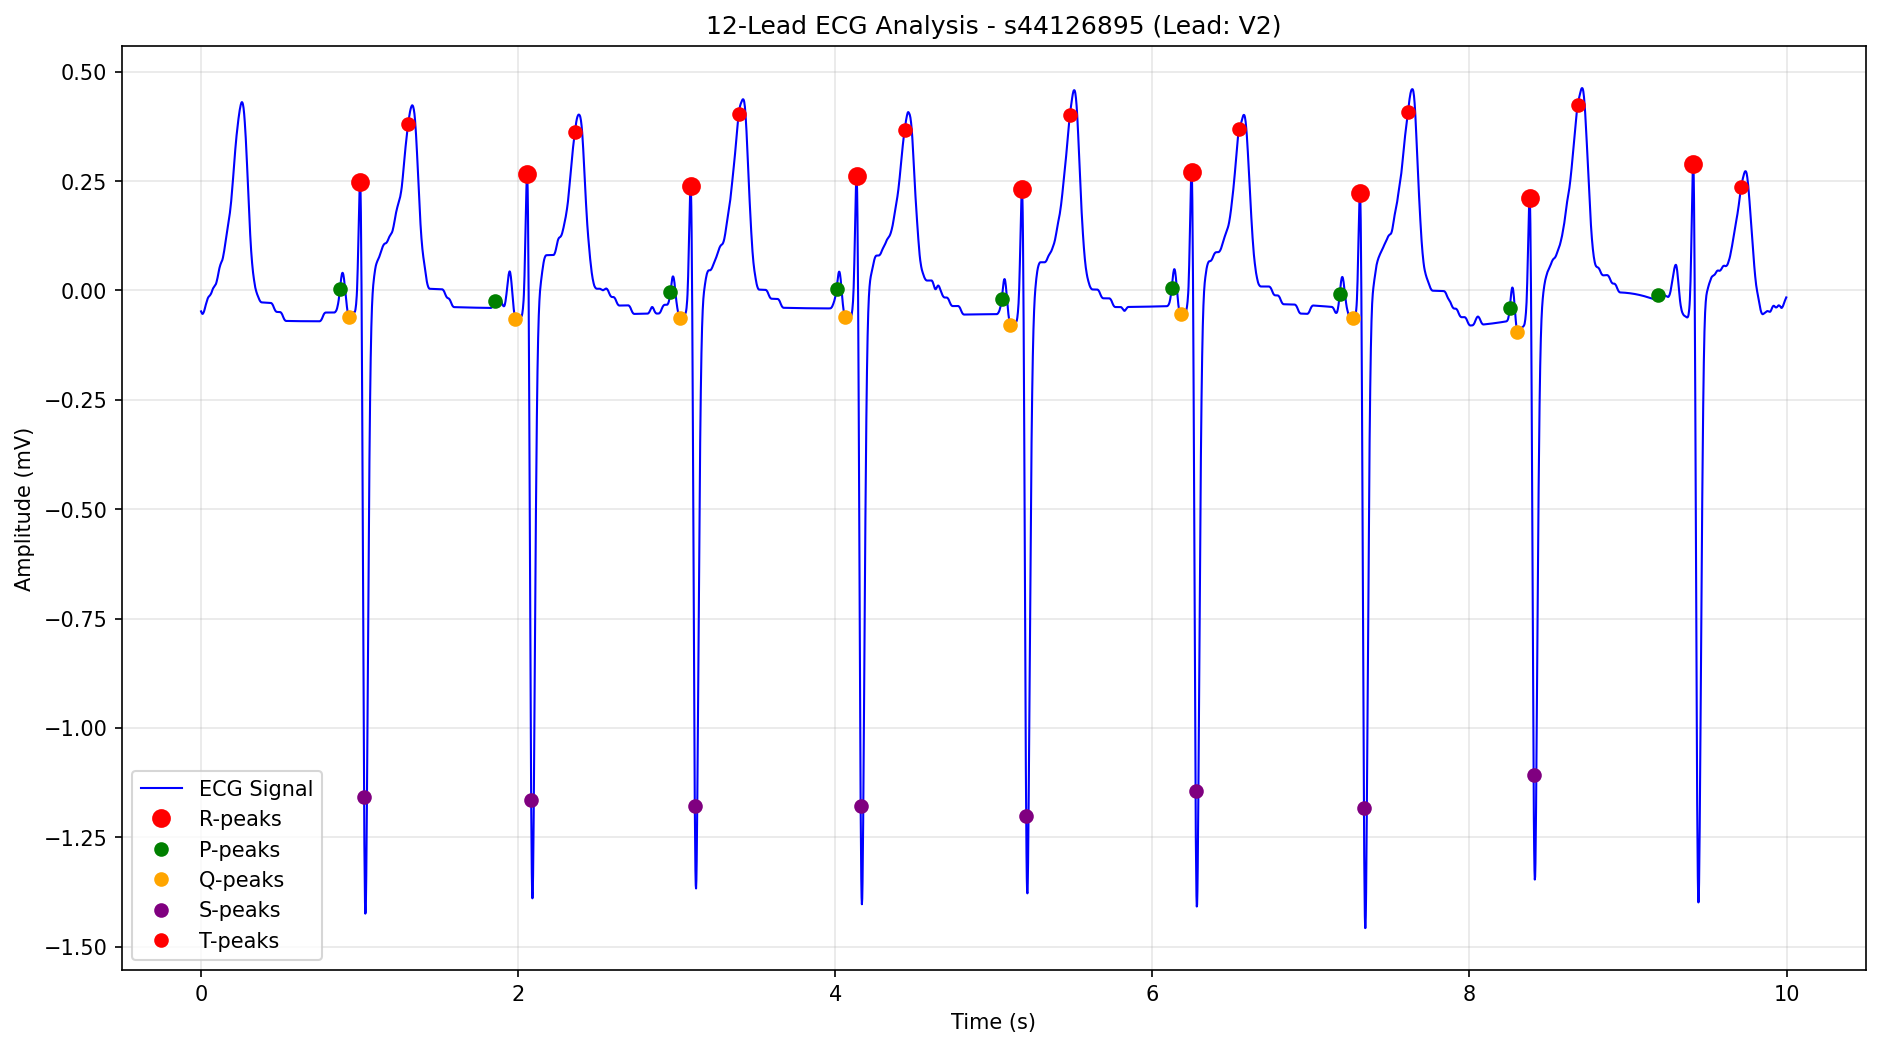 12-Lead ECG Analysis - s44126895 (Lead: V2)
Amplitude (mV)
0.50
0.25
0.00
−0.25
−0.50
−0.75
−1.00
−1.25
−1.50
ECG Signal
R-peaks
P-peaks
Q-peaks
S-peaks
T-peaks
0 2 4 6 8 10
Time (s)